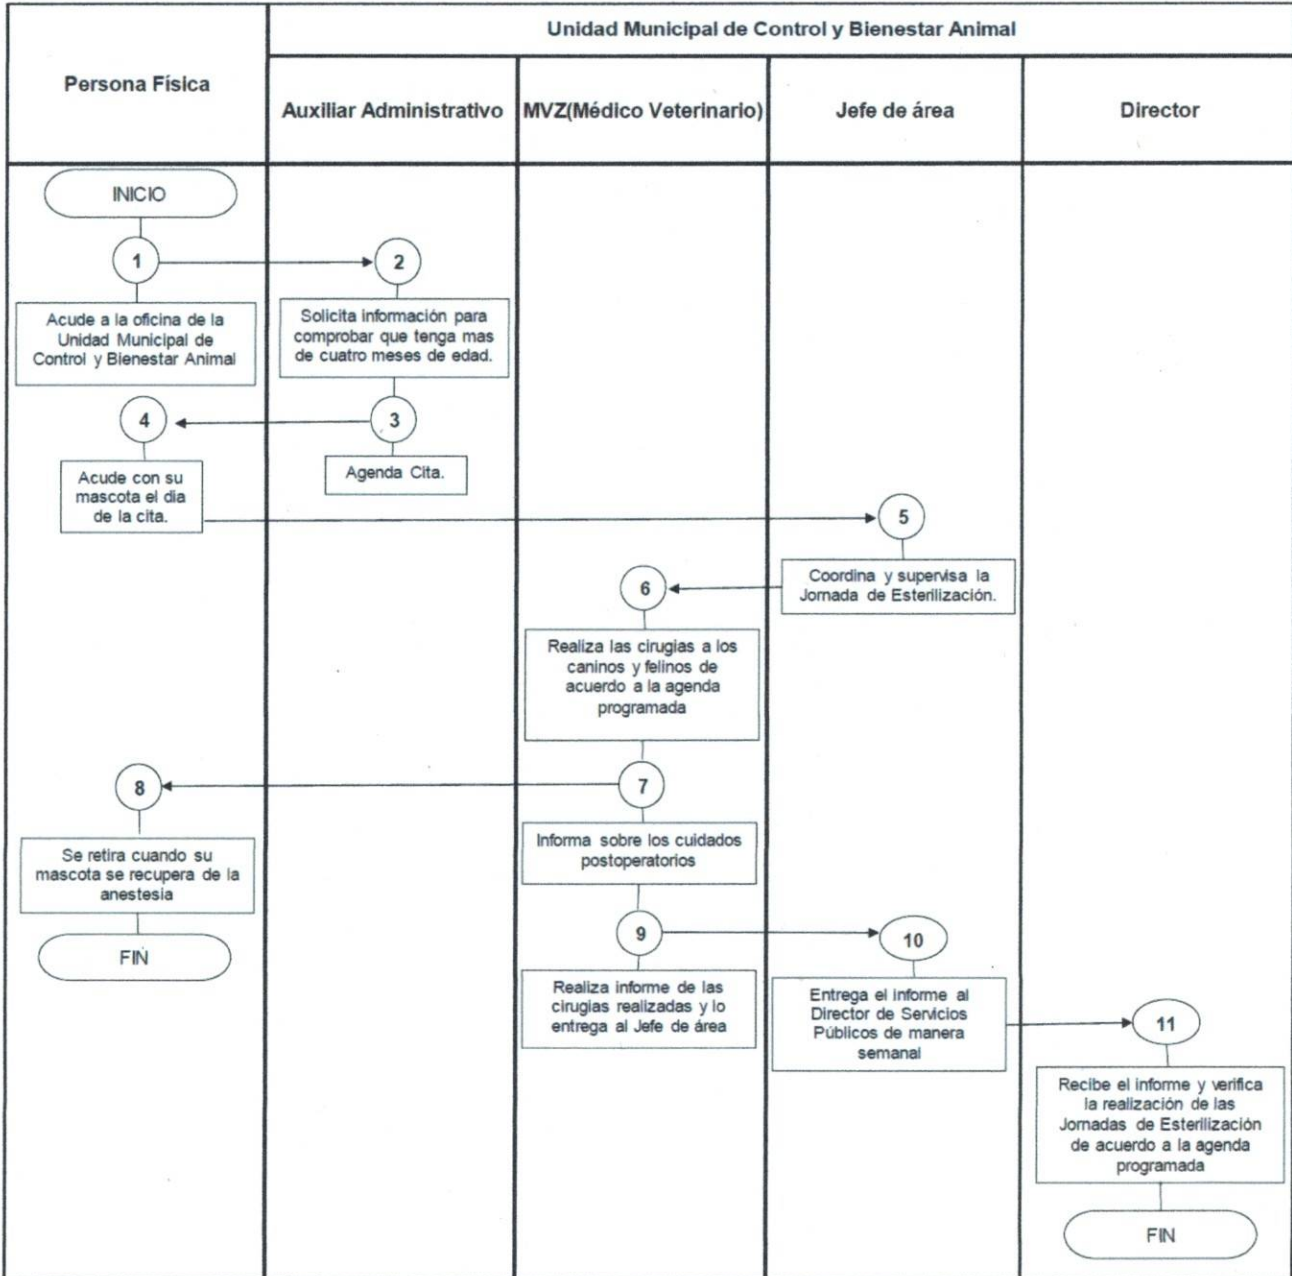 Unidad Municipal de Control y Bienestar Animal
Persona Física
Auxiliar Administrativo
MVZ(Médico Veterinario)
Jefe de área
Director
INICIO
1
2
Acude a la oficina de la
Unidad Municipal de
Control y Bienestar Animal
Solicita información para
comprobar que tenga mas
de cuatro meses de edad.
4
3
Acude con su
mascota el dia
de la cita.
Agenda Cita.
5
Coordina y supervisa la
Jornada de Esterilización.
6
Realiza las cirugias a los
caninos y felinos de
acuerdo a la agenda
programada
8
7
Informa sobre los cuidados
postoperatorios
Se retira cuando su
mascota se recupera de la
anestesia
FIN
9
10
Realiza informe de las
cirugias realizadas y lo
entrega al Jefe de área
Entrega el informe al
Director de Servicios
Públicos de manera
semanal
11
Recibe el informe y verifica
la realización de las
Jornadas de Esterilización
de acuerdo a la agenda
programada
FIN